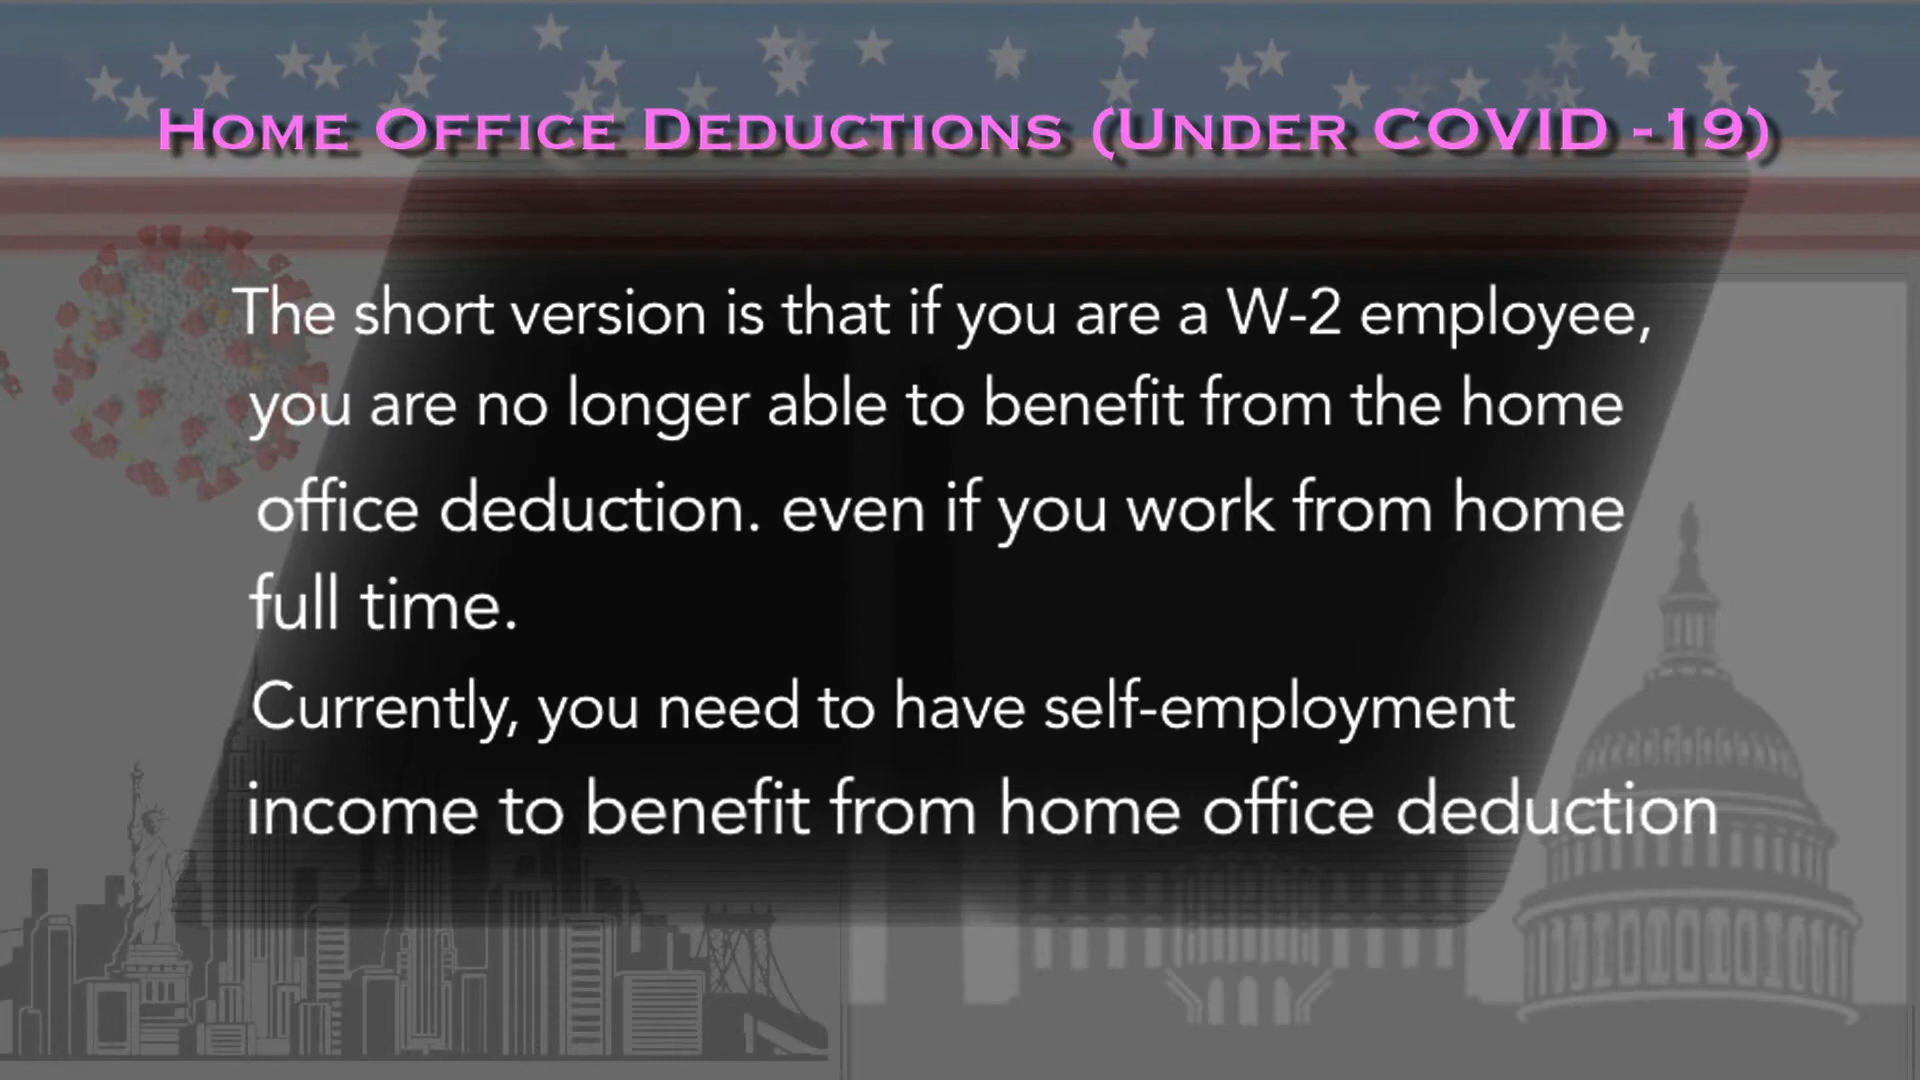 Home Office Deductions (Under COVID -19)
The short version is that if you are a W-2 employee,
you are no longer able to benefit from the home
office deduction. even if you work from home
full time.
Currently, you need to have self-employment
income to benefit from home office deduction